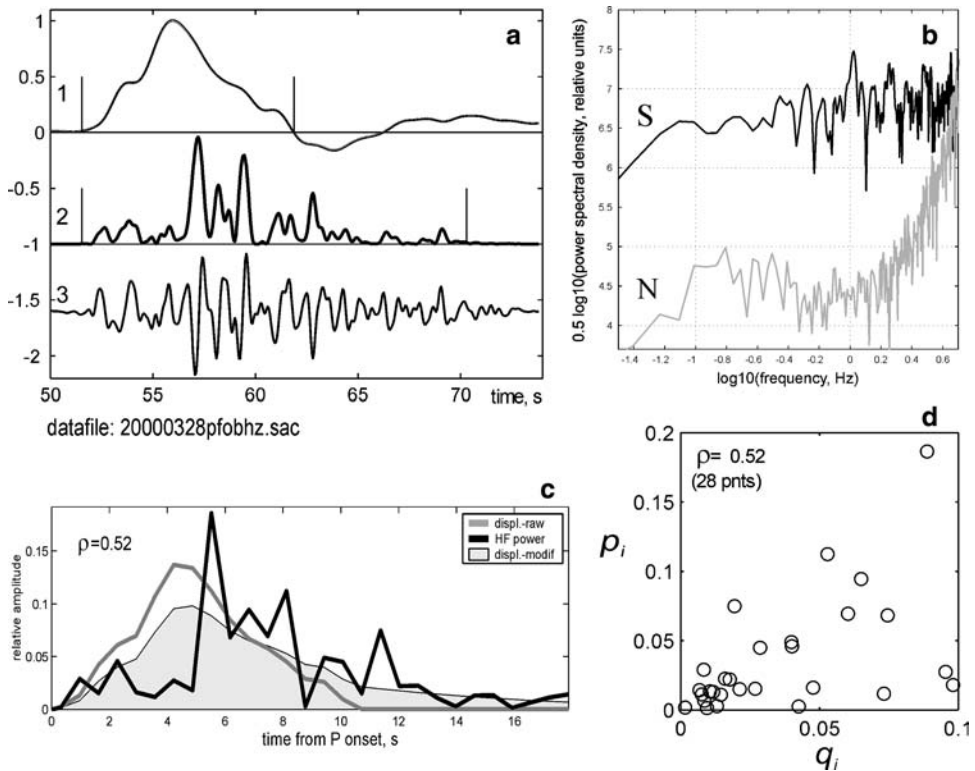 a
1
0.5
0
-0.5
-1
-1.5
-2
1
2
3
50 55 60 65 70 time, s
datafile: 20000328pfobhz.sac
b
0.5 log10(power spectral density, relative units)
8
7.5
7
6.5
6
5.5
5
4.5
4
S
N
-1.4 -1.2 -1 -0.8 -0.6 -0.4 -0.2 0 0.2 0.4 0.6
log10(frequency, Hz)
c
relative amplitude
0.15
0.1
0.05
0
ρ=0.52
displ.-raw
HF power
displ.-modif
0 2 4 6 8 10 12 14 16
time from P onset, s
d
0.2
0.15
0.1
0.05
0
ρ= 0.52
(28 pnts)
pi
0 0.05 0.1
qi